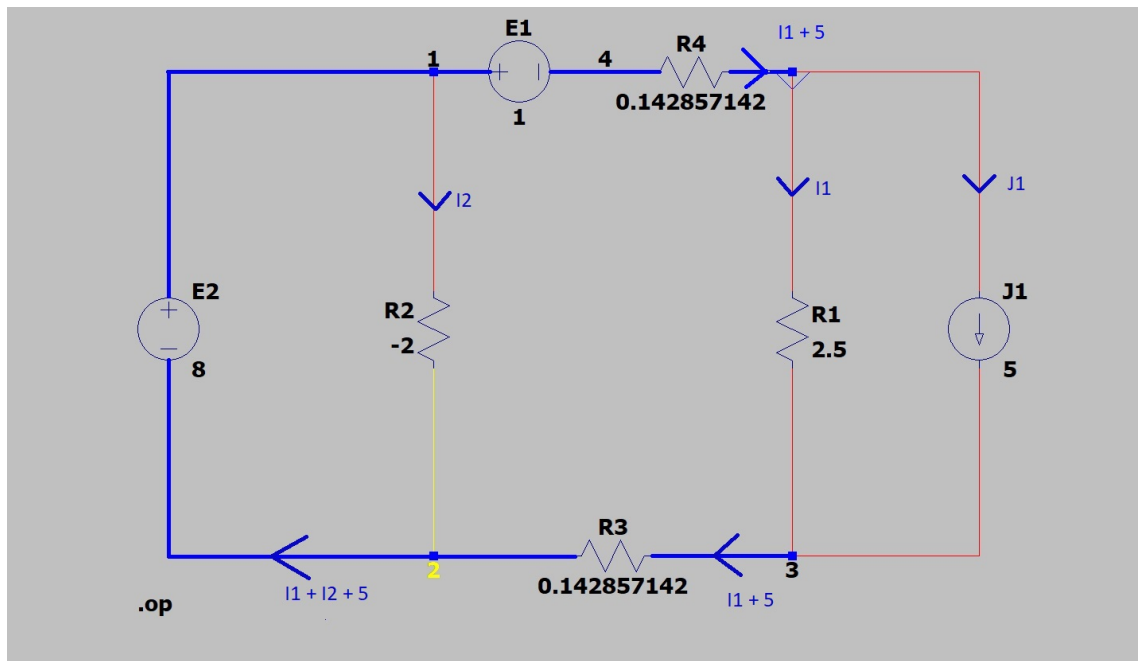 E1
I1 + 5
1
4
R4
+
1
0.142857142
I2
I1
J1
E2
+
8
R2
-2
R1
2.5
J1
5
R3
2
3
0.142857142
I1 + I2 + 5
I1 + 5
.op